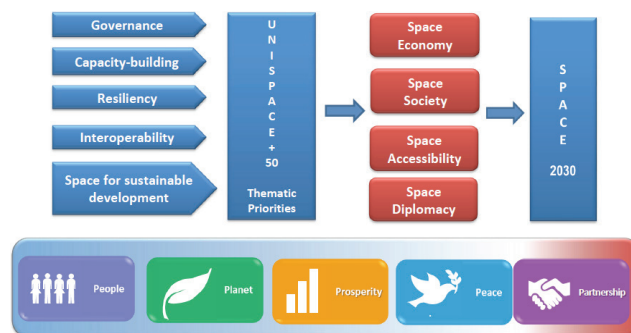 Governance
Capacity-building
Resiliency
Interoperability
Space for sustainable
development
U
N
I
S
P
A
C
E
+
50
Thematic
Priorities
Space
Economy
Space
Society
Space
Accessibility
Space
Diplomacy
S
P
A
C
E
2030
People
Planet
Prosperity
Peace
Partnership